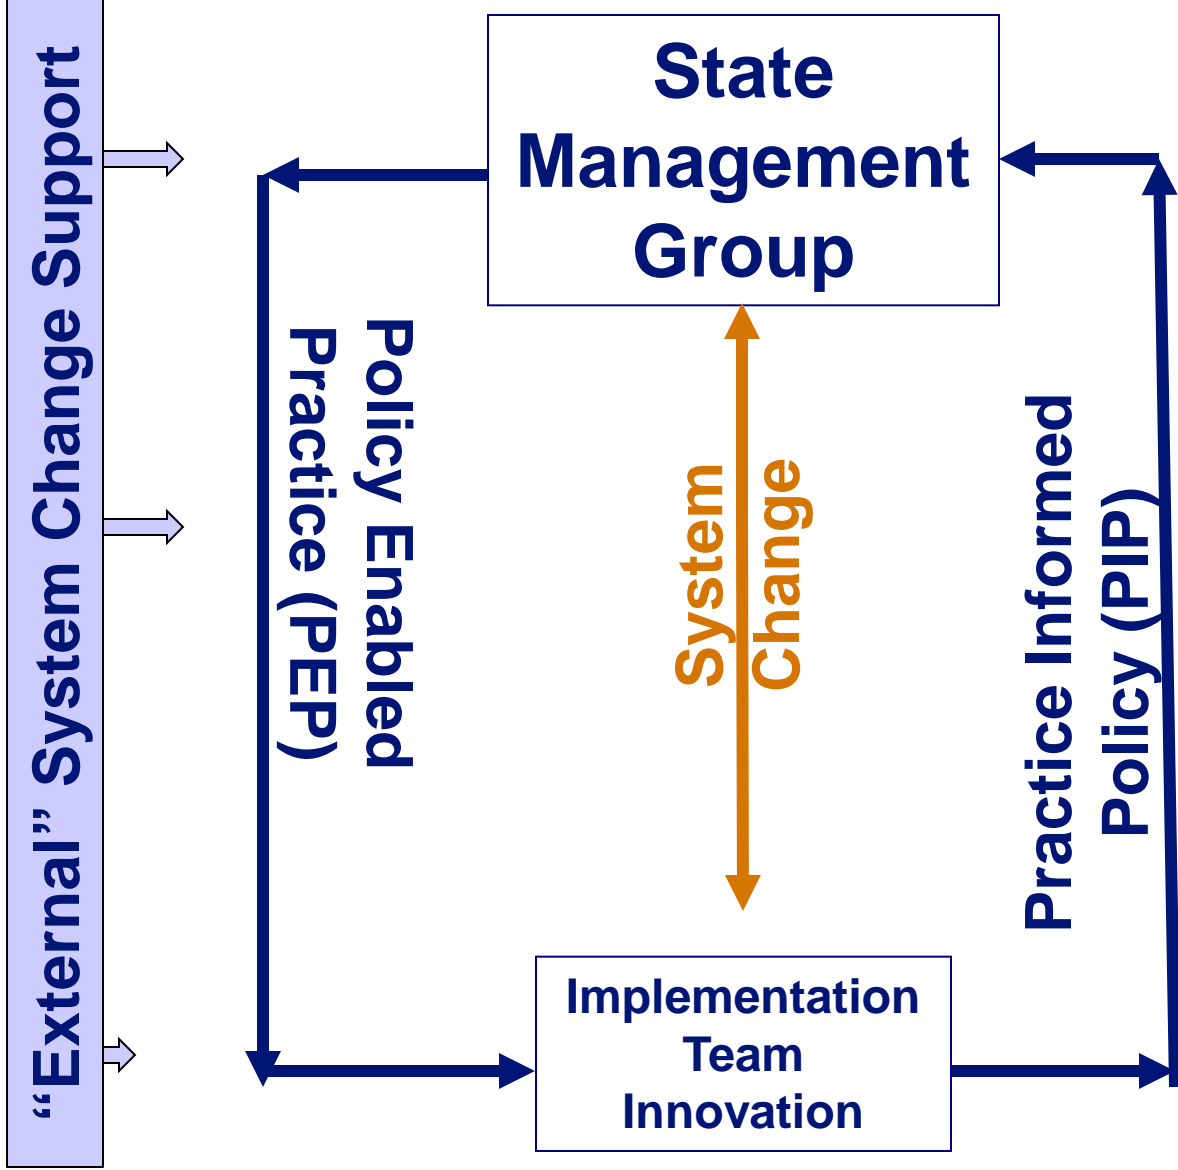 “External” System Change Support
State
Management
Group
Policy Enabled
Practice (PEP)
System
Change
Practice Informed
Policy (PIP)
Implementation
Team
Innovation